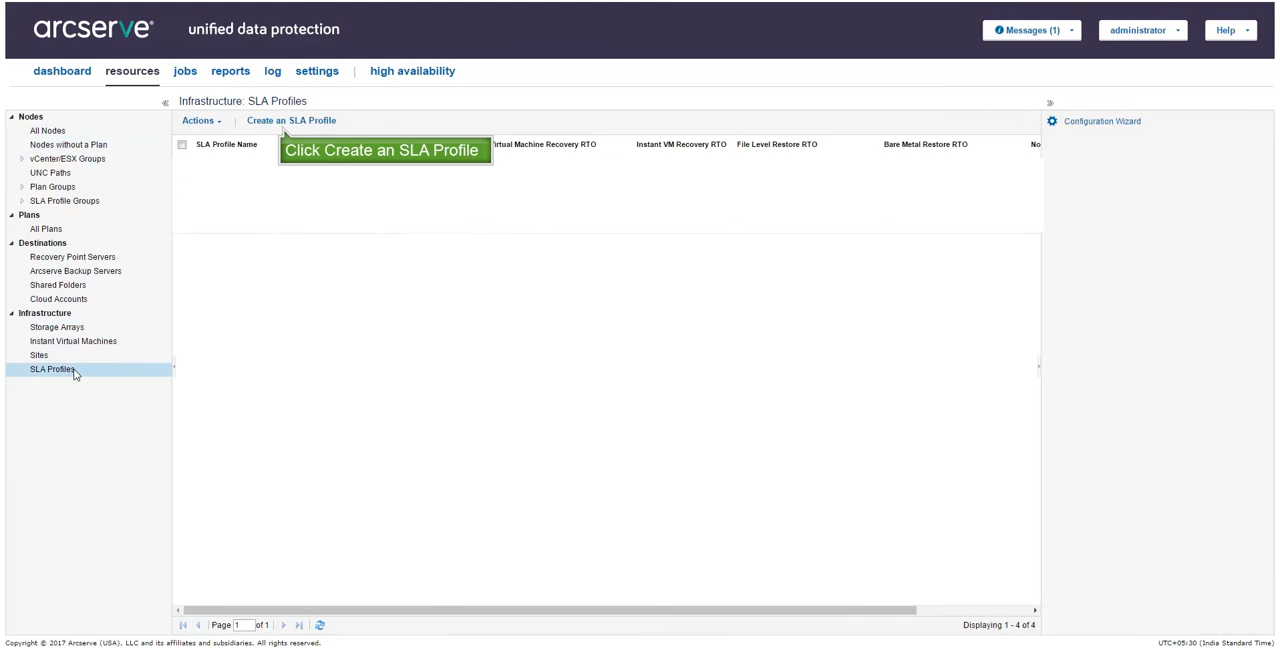 arcserve®
unified data protection
Messages (1)
administrator
Help
dashboard
resources
jobs
reports
log
settings
|
high availability
Infrastructure: SLA Profiles
Nodes
All Nodes
Nodes without a Plan
vCenter/ESX Groups
UNC Paths
Plan Groups
SLA Profile Groups
Plans
All Plans
Destinations
Recovery Point Servers
Arcserve Backup Servers
Shared Folders
Cloud Accounts
Infrastructure
Storage Arrays
Instant Virtual Machines
Sites
SLA Profiles
Actions
|
Create an SLA Profile
Click Create an SLA Profile
SLA Profile Name
Virtual Machine Recovery RTO
Instant VM Recovery RTO
File Level Restore RTO
Bare Metal Restore RTO
No
Configuration Wizard
Page 1 of 1
Displaying 1 - 4 of 4
Copyright © 2017 Arcserve (USA), LLC and its affiliates and subsidiaries. All rights reserved.
UTC+05:30 (India Standard Time)